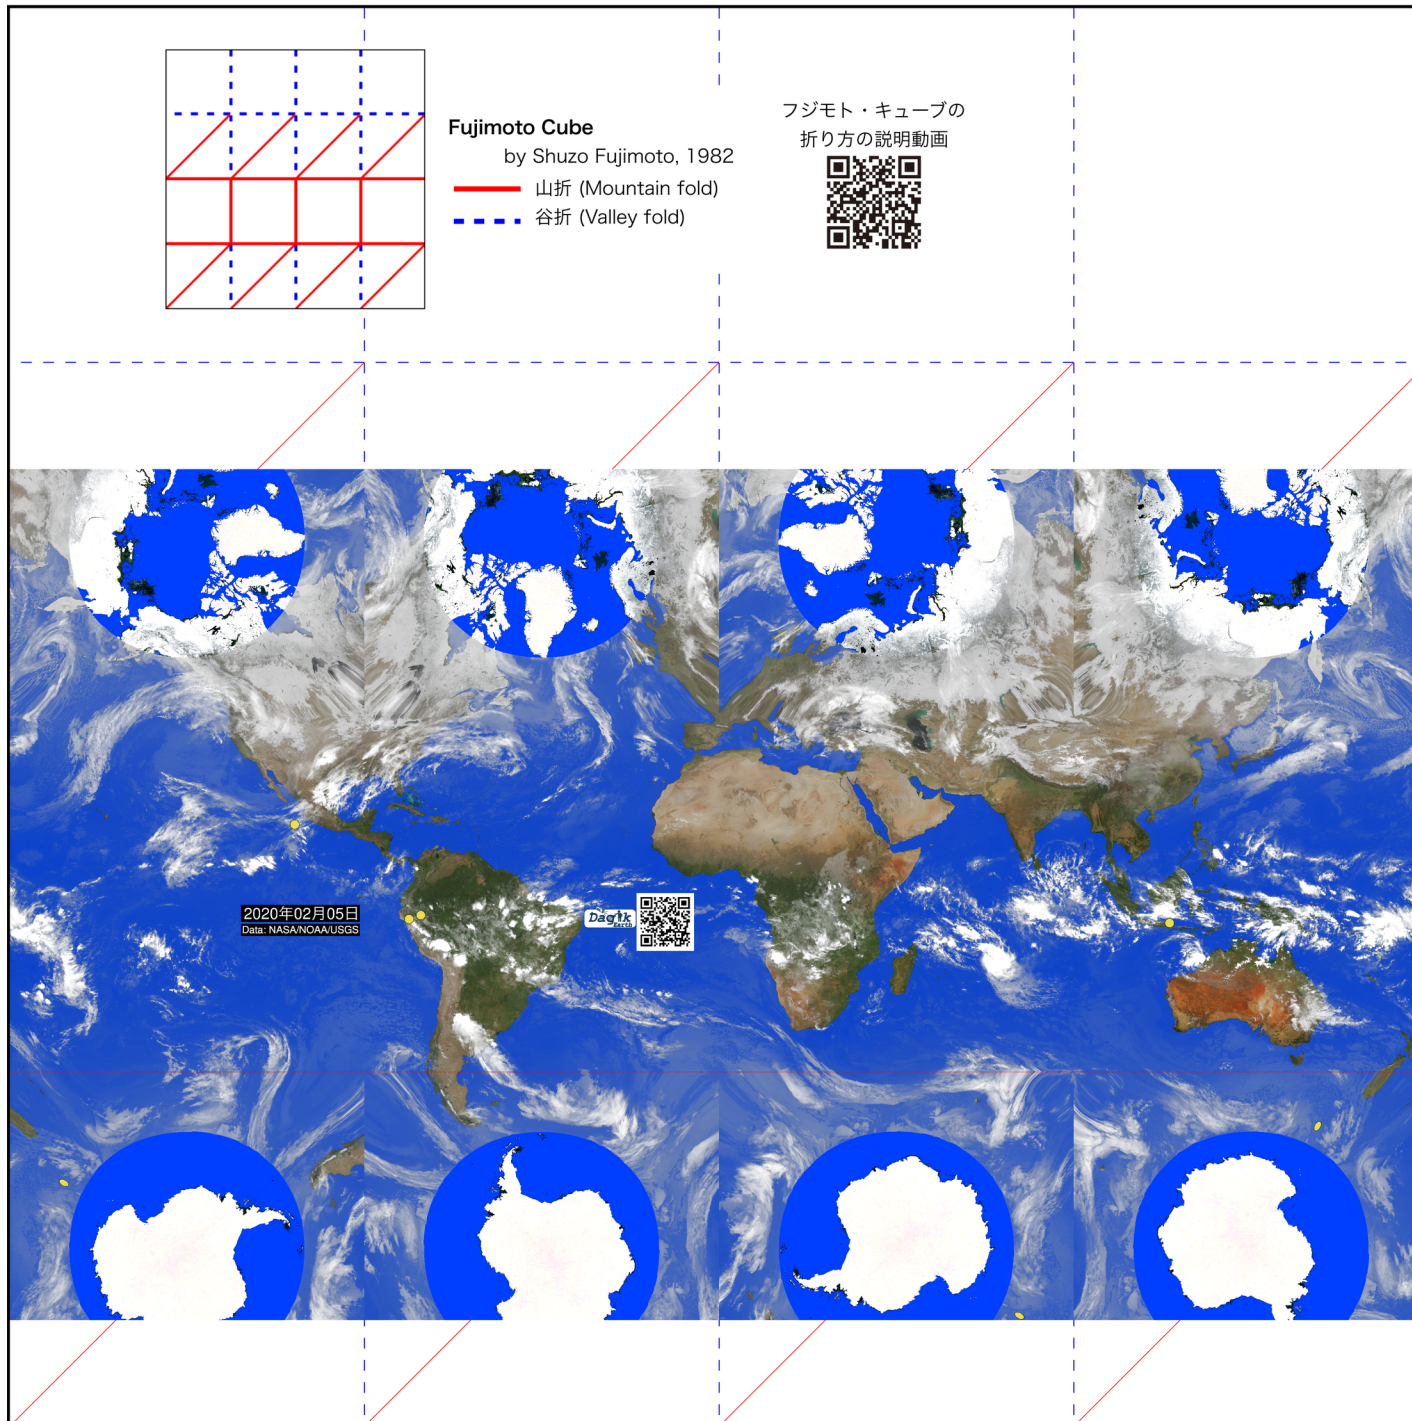 フジモト・キューブの
折り方の説明動画
Fujimoto Cube
by Shuzo Fujimoto, 1982
山折 (Mountain fold)
谷折 (Valley fold)
2020年02月05日
Data: NASA/NOAA/USGS
Dagik
Earth